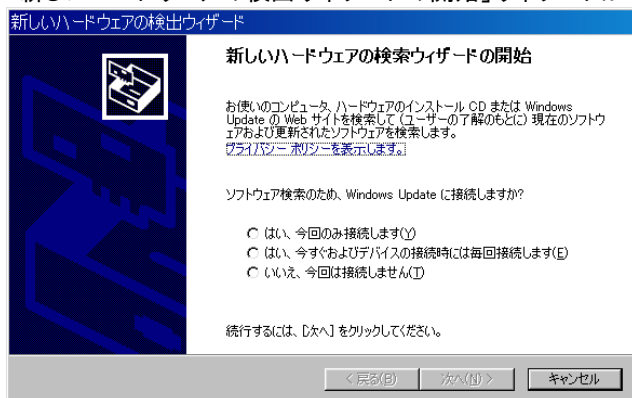 新しいハードウェアの検出ウィザード
新しいハードウェアの検索ウィザードの開始
お使いのコンピュータ、ハードウェアのインストール CD または Windows
Update の Web サイトを検索して (ユーザーの了解のもとに) 現在のソフトウ
ェアおよび更新されたソフトウェアを検索します。
プライバシー ポリシーを表示します。
ソフトウェア検索のため、Windows Update に接続しますか?
はい、今回のみ接続します(Y)
はい、今すぐおよびデバイスの接続時には毎回接続します(E)
いいえ、今回は接続しません(T)
続行するには、[次へ] をクリックしてください。
< 戻る(B) 次へ(N) > キャンセル